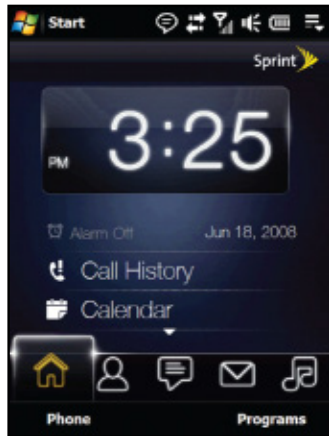 Start
Sprint
PM 3:25
Alarm Off Jun 18, 2008
Call History
Calendar
Phone Programs